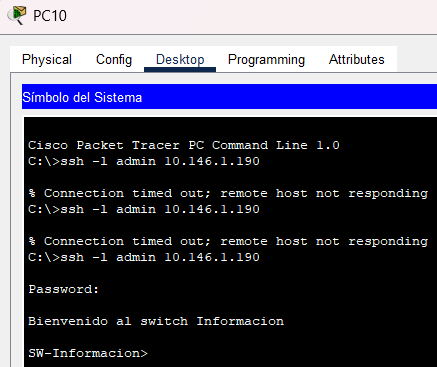 PC10
Physical Config Desktop Programming Attributes
Símbolo del Sistema
Cisco Packet Tracer PC Command Line 1.0
C:\>ssh -l admin 10.146.1.190
% Connection timed out; remote host not responding
C:\>ssh -l admin 10.146.1.190
% Connection timed out; remote host not responding
C:\>ssh -l admin 10.146.1.190
Password:
Bienvenido al switch Informacion
SW-Informacion>